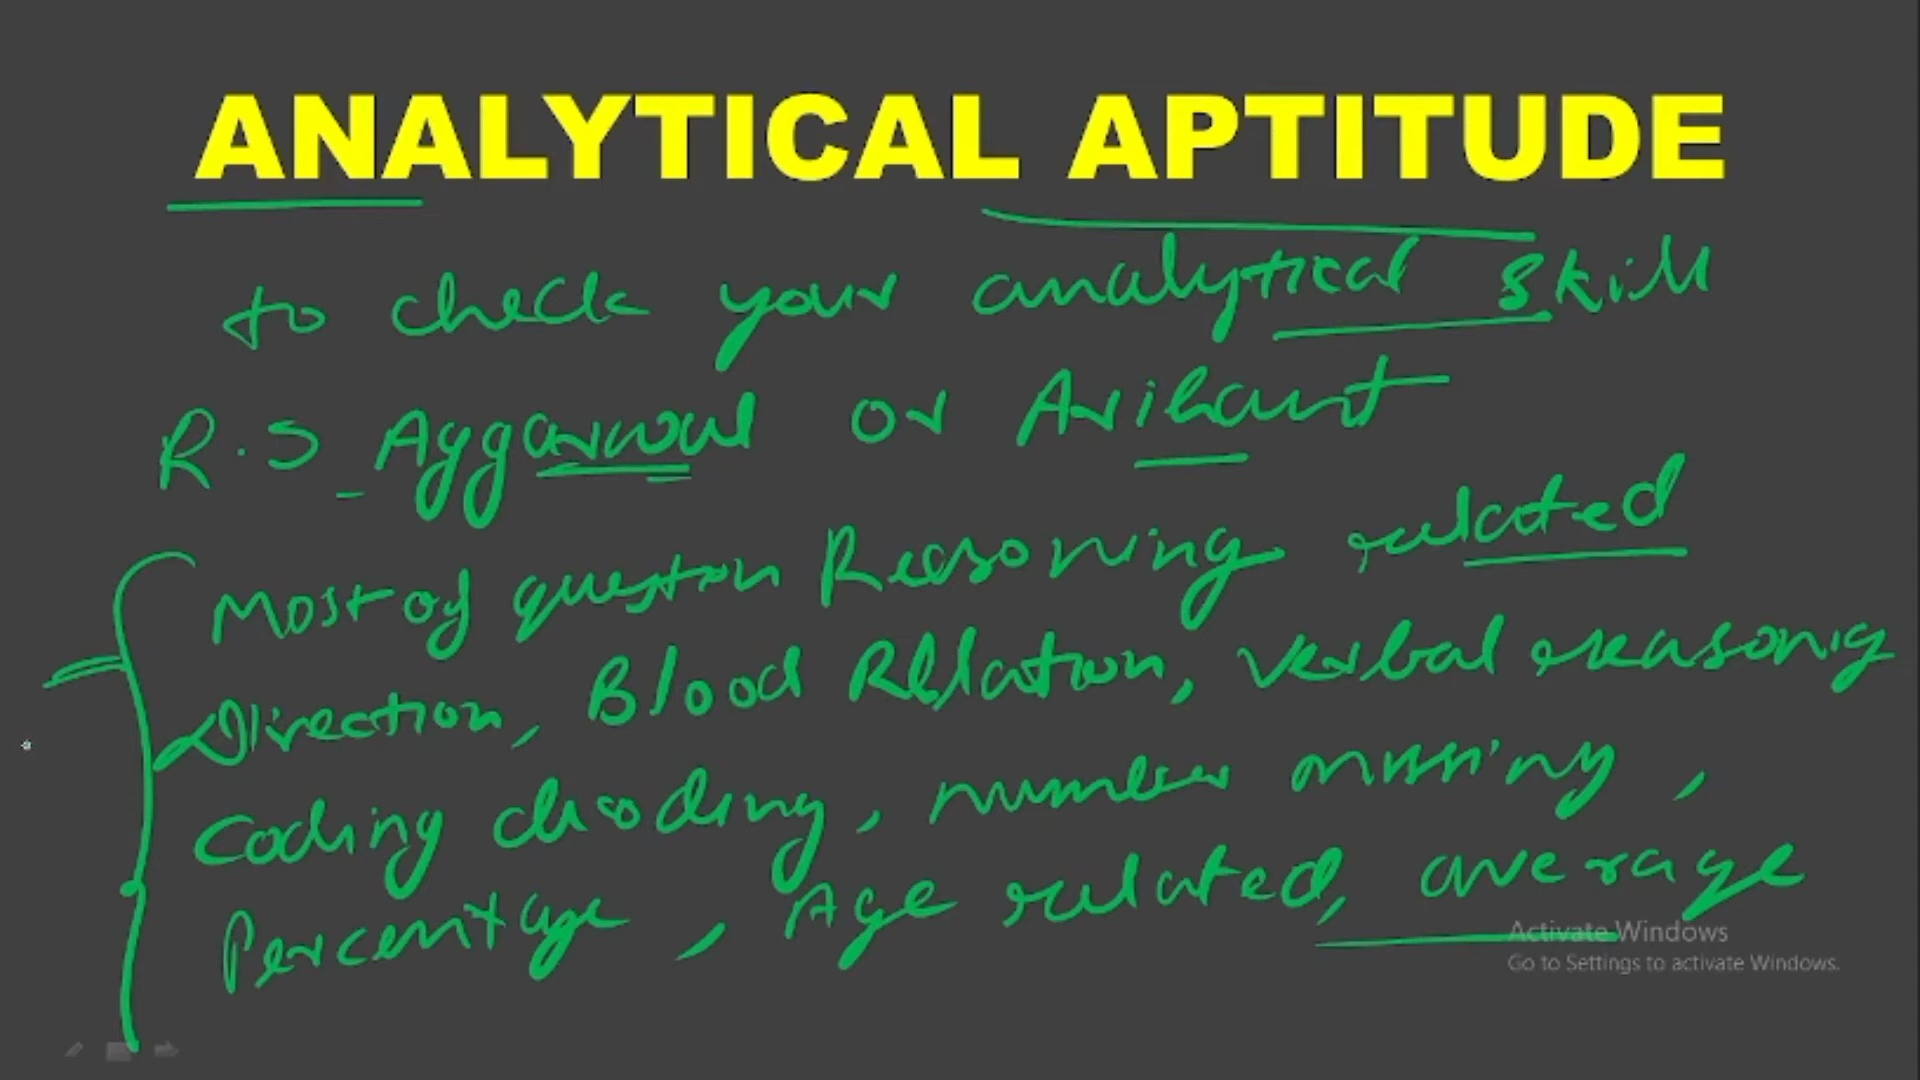 ANALYTICAL APTITUDE
to check your analytical skill
R.S Aggarwal or Arihant
Most of question Reasoning related
Direction, Blood Relation, verbal reasoning
Coding decoding, number missing,
Percentage, Age related, average
Activate Windows
Go to Settings to activate Windows.